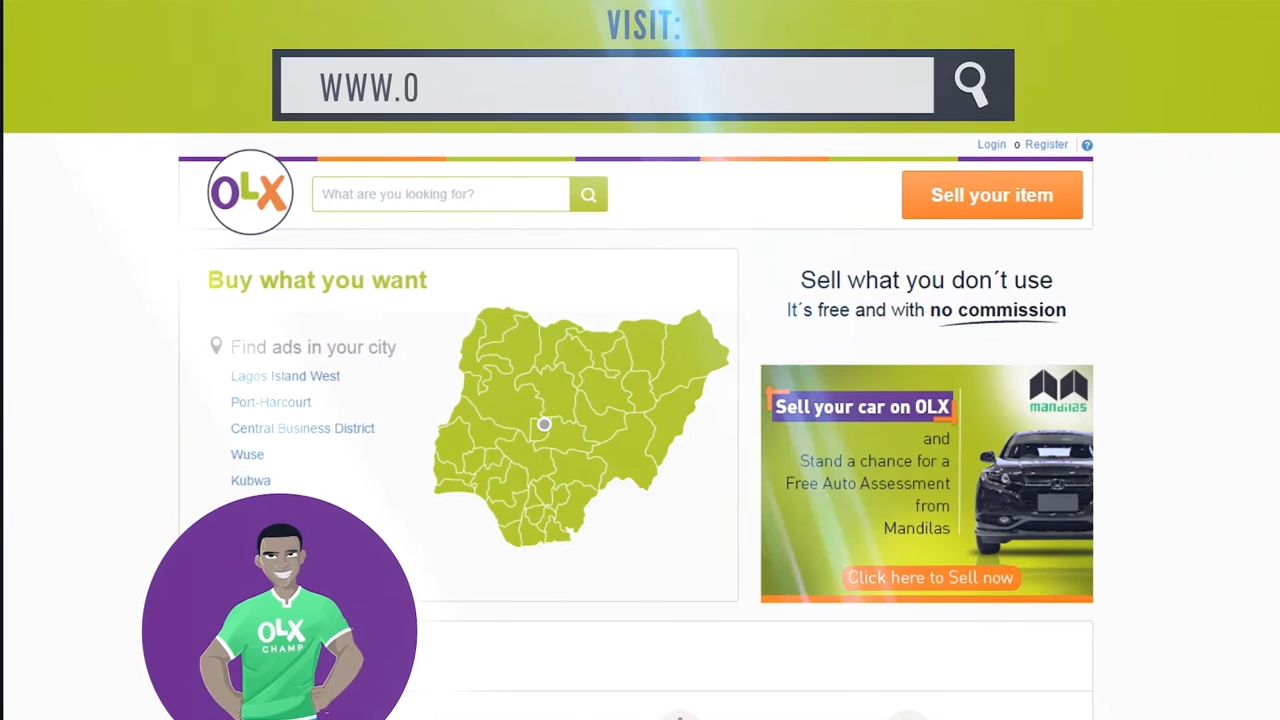 VISIT:
WWW.O
Login o Register ?
OLX
What are you looking for?
Sell your item
Buy what you want
Find ads in your city
Lagos Island West
Port-Harcourt
Central Business District
Wuse
Kubwa
Sell what you don´t use
It´s free and with no commission
mandilas
Sell your car on OLX
and
Stand a chance for a
Free Auto Assessment
from
Mandilas
Click here to Sell now
OLX
CHAMP